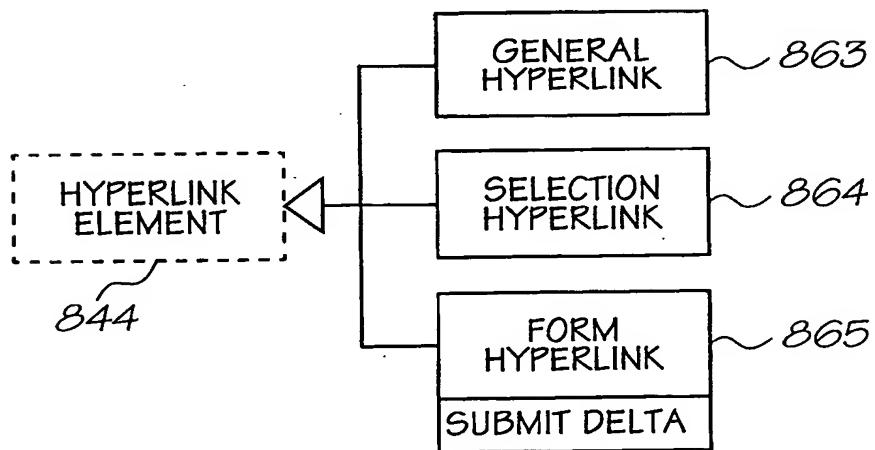 GENERAL
HYPERLINK
863
HYPERLINK
ELEMENT
844
SELECTION
HYPERLINK
864
FORM
HYPERLINK
865
SUBMIT DELTA